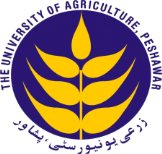 THE UNIVERSITY OF AGRICULTURE, PESHAWAR
زرعی یونیورسٹی، پشاور